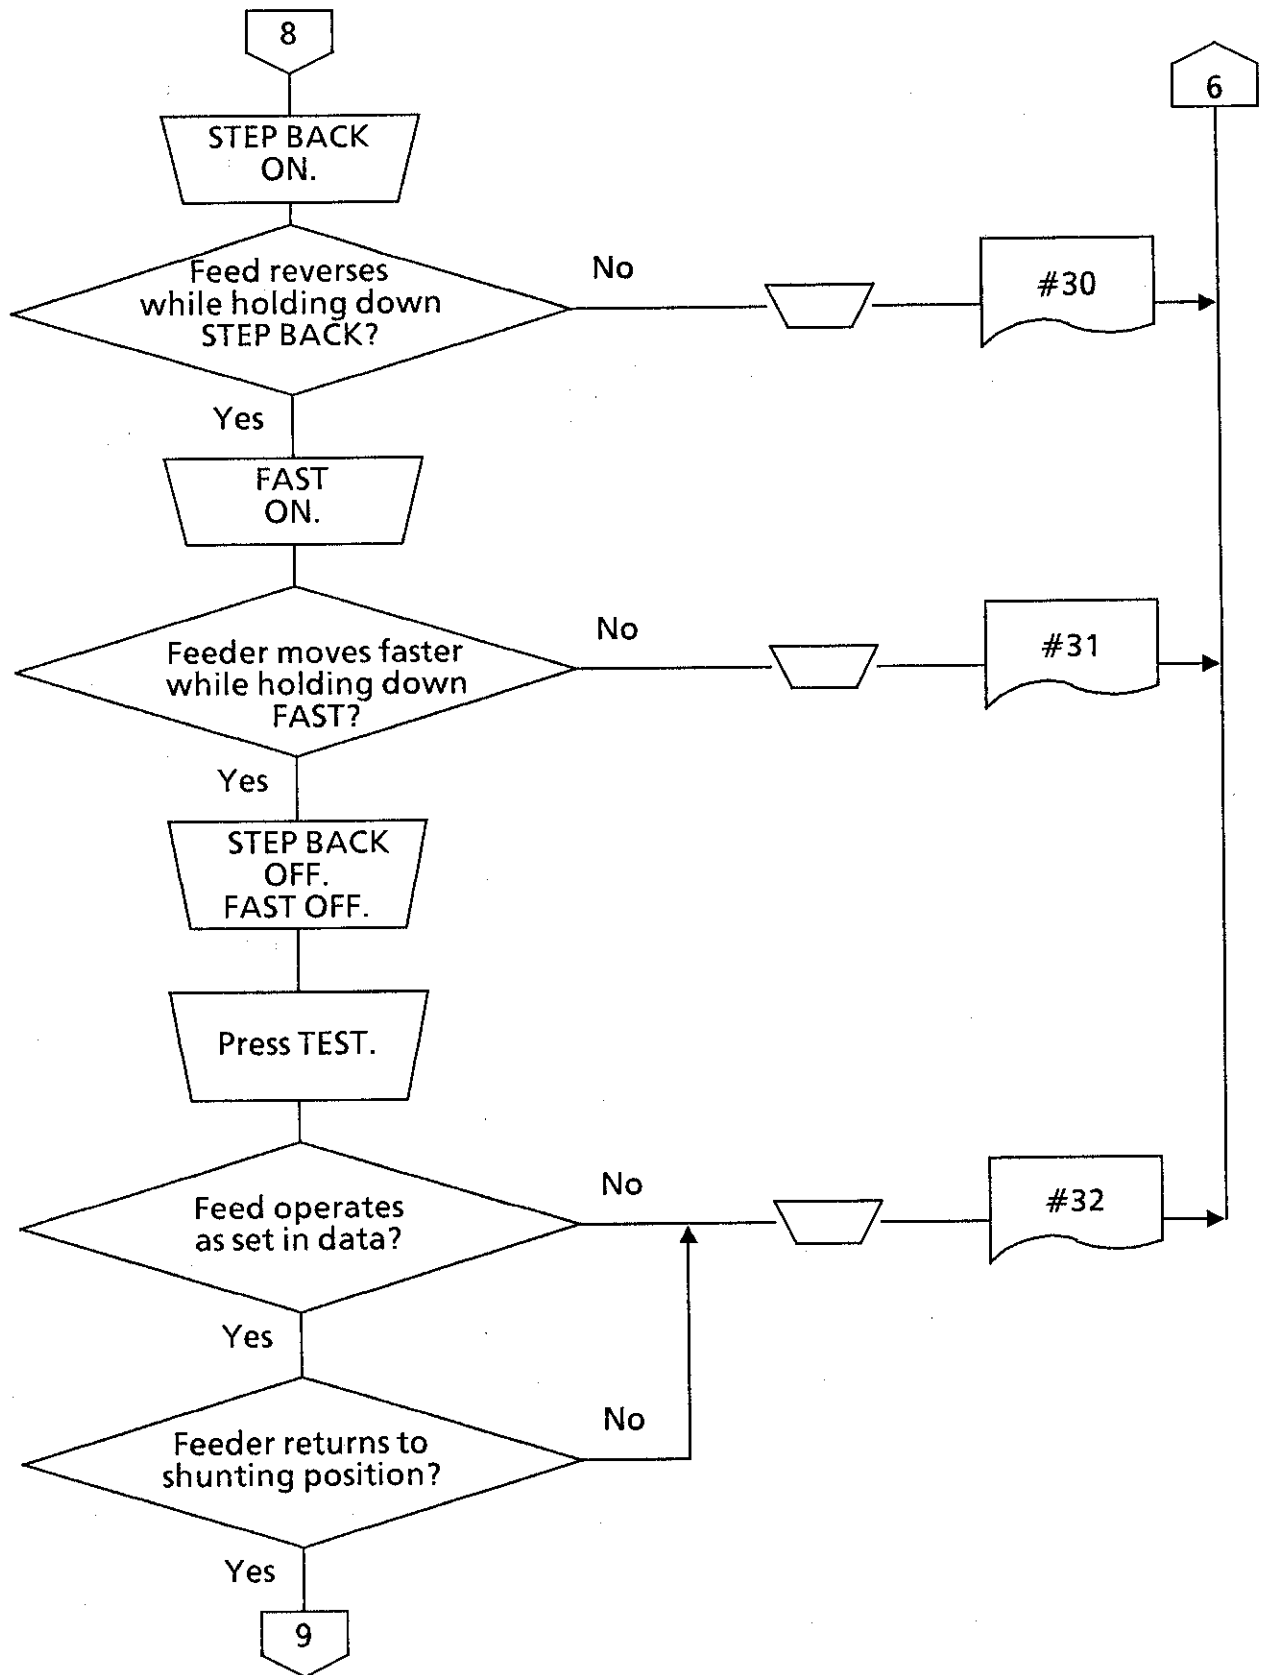 8
6
STEP BACK
ON.
Feed reverses
while holding down
STEP BACK?
No
#30
Yes
FAST
ON.
Feeder moves faster
while holding down
FAST?
No
#31
Yes
STEP BACK
OFF.
FAST OFF.
Press TEST.
Feed operates
as set in data?
No
#32
Yes
Feeder returns to
shunting position?
No
Yes
9